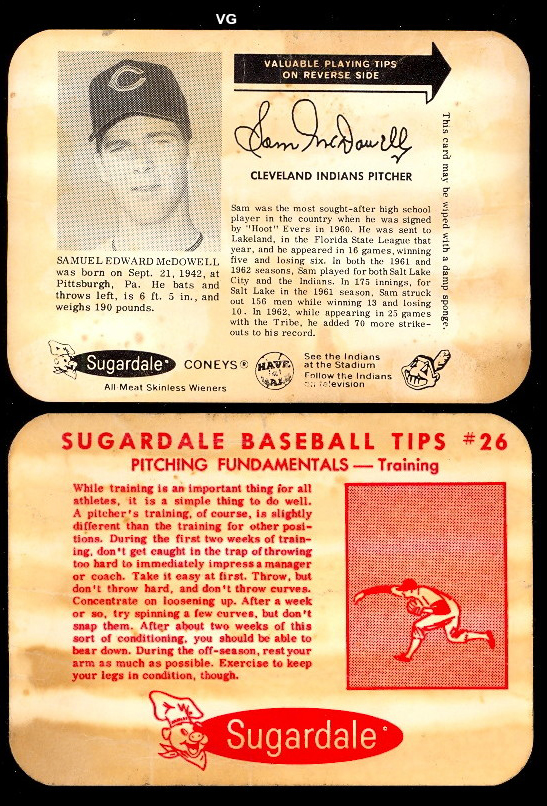 VG
VALUABLE PLAYING TIPS
ON REVERSE SIDE
Sam McDowell
CLEVELAND INDIANS PITCHER
This card may be wiped with a damp sponge.
SAMUEL EDWARD McDOWELL
was born on Sept. 21, 1942, at
Pittsburgh, Pa. He bats and
throws left, is 6 ft. 5 in., and
weighs 190 pounds.
Sam was the most sought-after high school
player in the country when he was signed
by "Hoot" Evers in 1960. He was sent to
Lakeland, in the Florida State League that
year, and he appeared in 16 games, winning
five and losing six. In both the 1961 and
1962 seasons, Sam played for both Salt Lake
City and the Indians. In 175 innings, for
Salt Lake in the 1961 season, Sam struck
out 156 men while winning 13 and losing
10. In 1962, while appearing in 25 games
with the Tribe, he added 70 more strike-
outs to his record.
Sugardale
CONEYS®
All-Meat Skinless Wieners
HAVE
BALL
See the Indians
at the Stadium
Follow the Indians
on television
SUGARDALE BASEBALL TIPS #26
PITCHING FUNDAMENTALS — Training
While training is an important thing for all
athletes, it is a simple thing to do well.
A pitcher's training, of course, is slightly
different than the training for other posi-
tions. During the first two weeks of train-
ing, don't get caught in the trap of throwing
too hard to immediately impress a manager
or coach. Take it easy at first. Throw, but
don't throw hard, and don't throw curves.
Concentrate on loosening up. After a week
or so, try spinning a few curves, but don't
snap them. After about two weeks of this
sort of conditioning, you should be able to
bear down. During the off-season, rest your
arm as much as possible. Exercise to keep
your legs in condition, though.
Sugardale